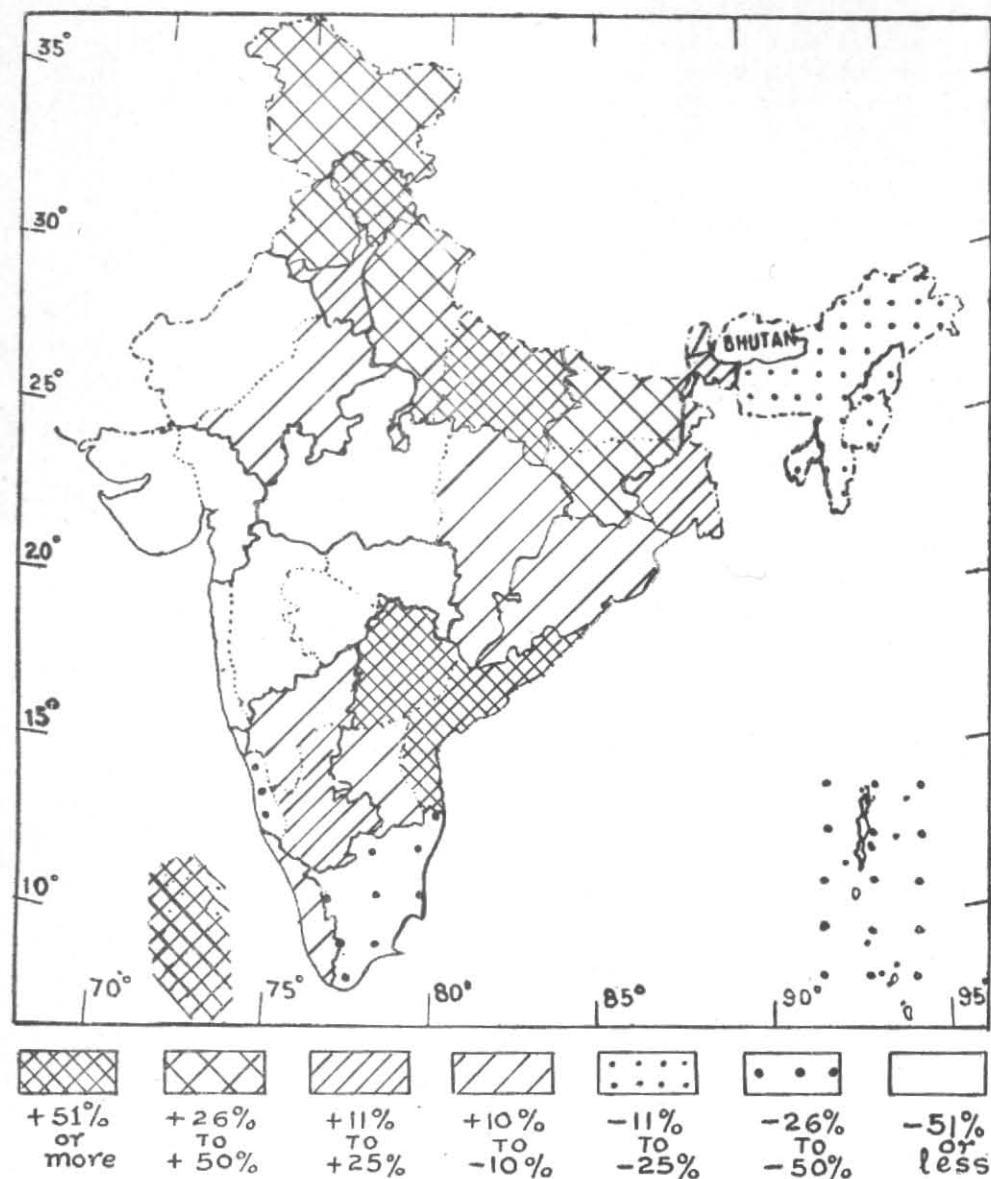 35°
30°
25°
20°
15°
10°
BHUTAN
70°
75°
80°
85°
90°
95°
+51%
or
more
+26%
TO
+50%
+11%
TO
+25%
+10%
TO
-10%
-11%
TO
-25%
-26%
TO
-50%
-51%
or
less